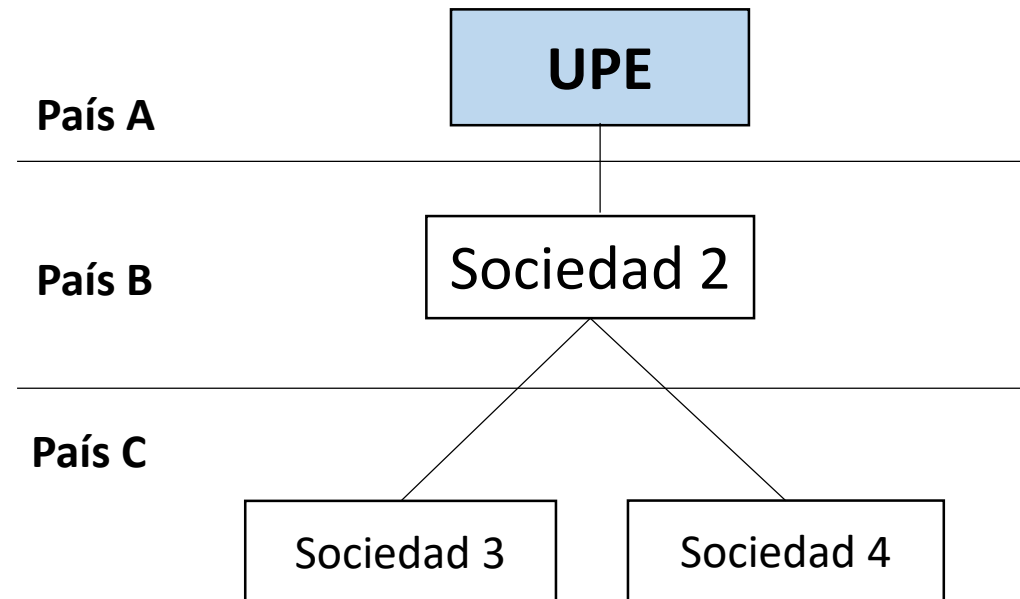 UPE
País A
Sociedad 2
País B
País C
Sociedad 3
Sociedad 4